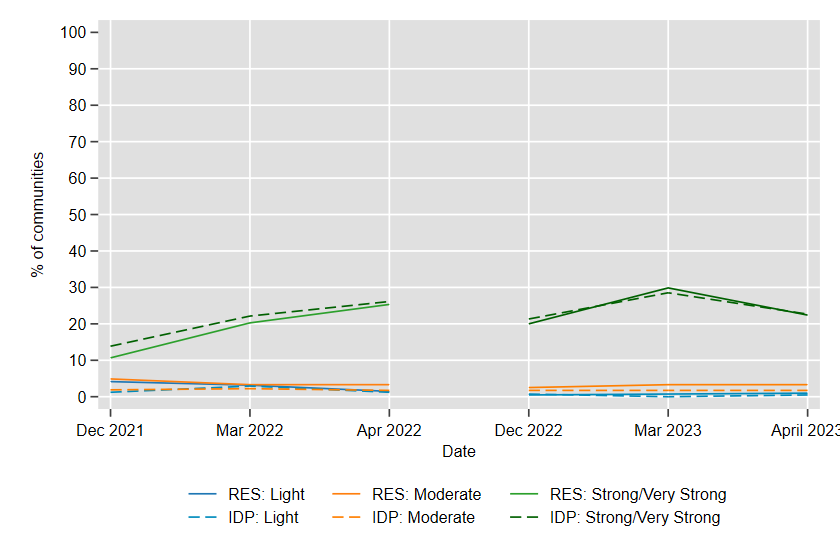 100
90
80
70
60
50
40
30
20
10
0
% of communities
Dec 2021 Mar 2022 Apr 2022 Dec 2022 Mar 2023 April 2023
Date
RES: Light RES: Moderate RES: Strong/Very Strong
IDP: Light IDP: Moderate IDP: Strong/Very Strong